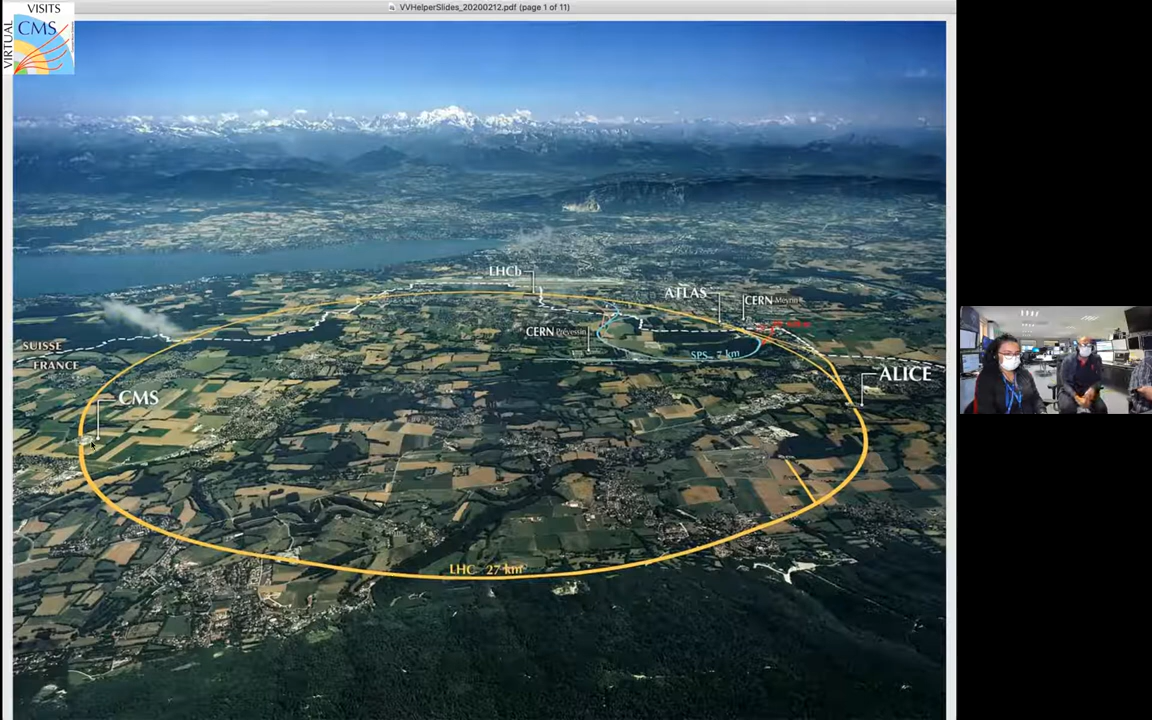 VISITS
VIRTUAL
CMS
VVHelperSlides_20200212.pdf (page 1 of 11)
LHCb
ATLAS
CERN Meyrin
CERN Prévessin
SPS 7 km
SUISSE
FRANCE
CMS
ALICE
LHC 27 km